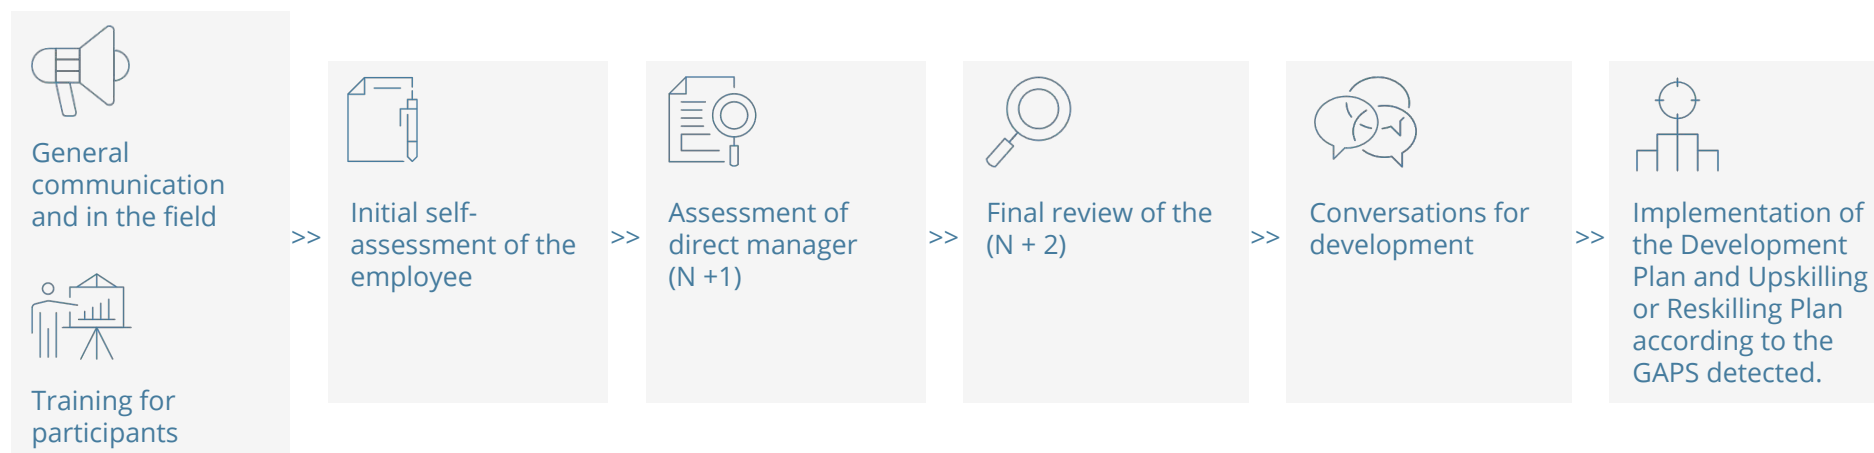 General
communication
and in the field
Training for
participants
>>
Initial self-
assessment of the
employee
>>
Assessment of
direct manager
(N +1)
>>
Final review of the
(N + 2)
>>
Conversations for
development
>>
Implementation of
the Development
Plan and Upskilling
or Reskilling Plan
according to the
GAPS detected.